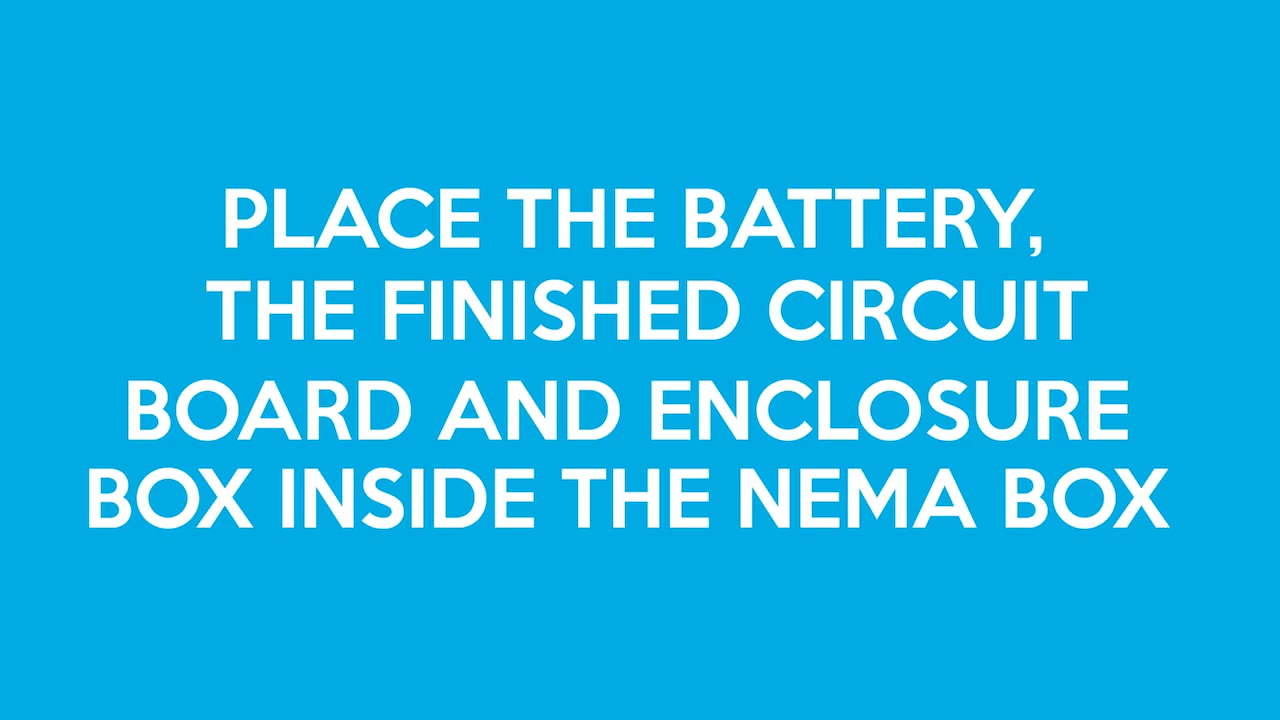 PLACE THE BATTERY,
THE FINISHED CIRCUIT
BOARD AND ENCLOSURE
BOX INSIDE THE NEMA BOX